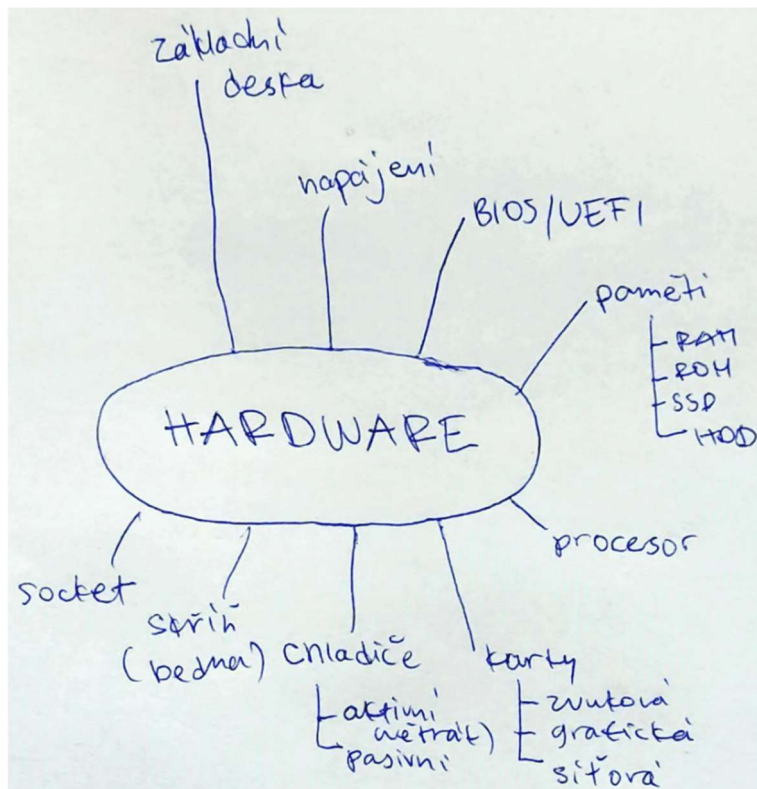 základní
deska
napájení
BIOS/UEFI
paměti
RAM
ROM
SSD
HDD
HARDWARE
procesor
socket
skříň
(bedna)
chladiče
aktivní
(větrák)
pasivní
karty
zvuková
grafická
síťová